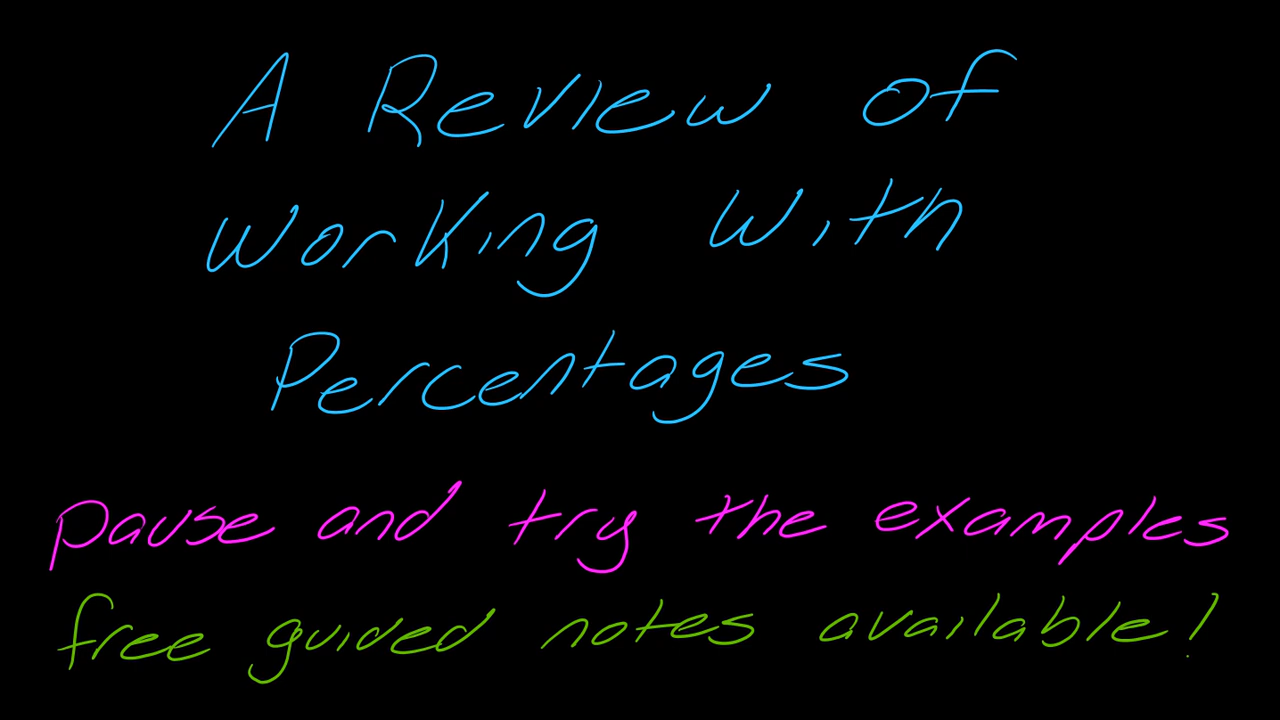 A Review of
Working With
Percentages
pause and try the examples
free guided notes available!